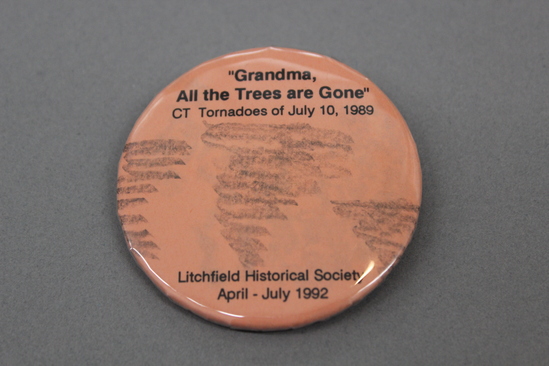 "Grandma,
All the Trees are Gone"
CT Tornadoes of July 10, 1989
Litchfield Historical Society
April - July 1992